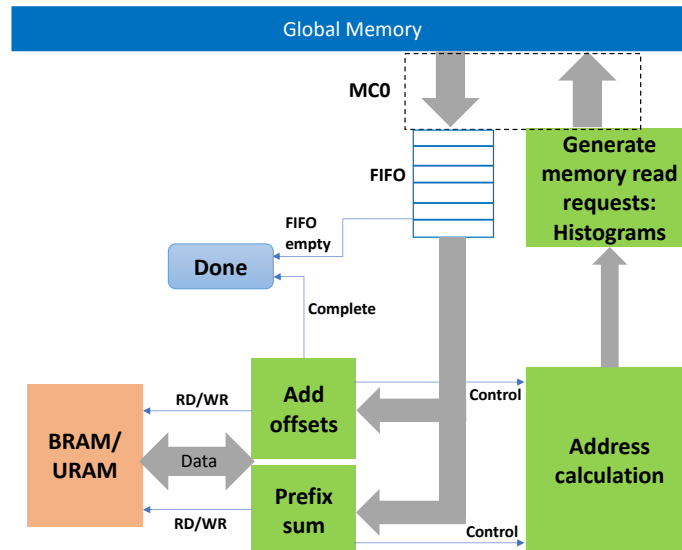 Global Memory
MC0
FIFO
Generate
memory read
requests:
Histograms
FIFO
empty
Done
Complete
RD/WR
Add
offsets
Control
BRAM/
URAM
Data
Address
calculation
RD/WR
Prefix
sum
Control